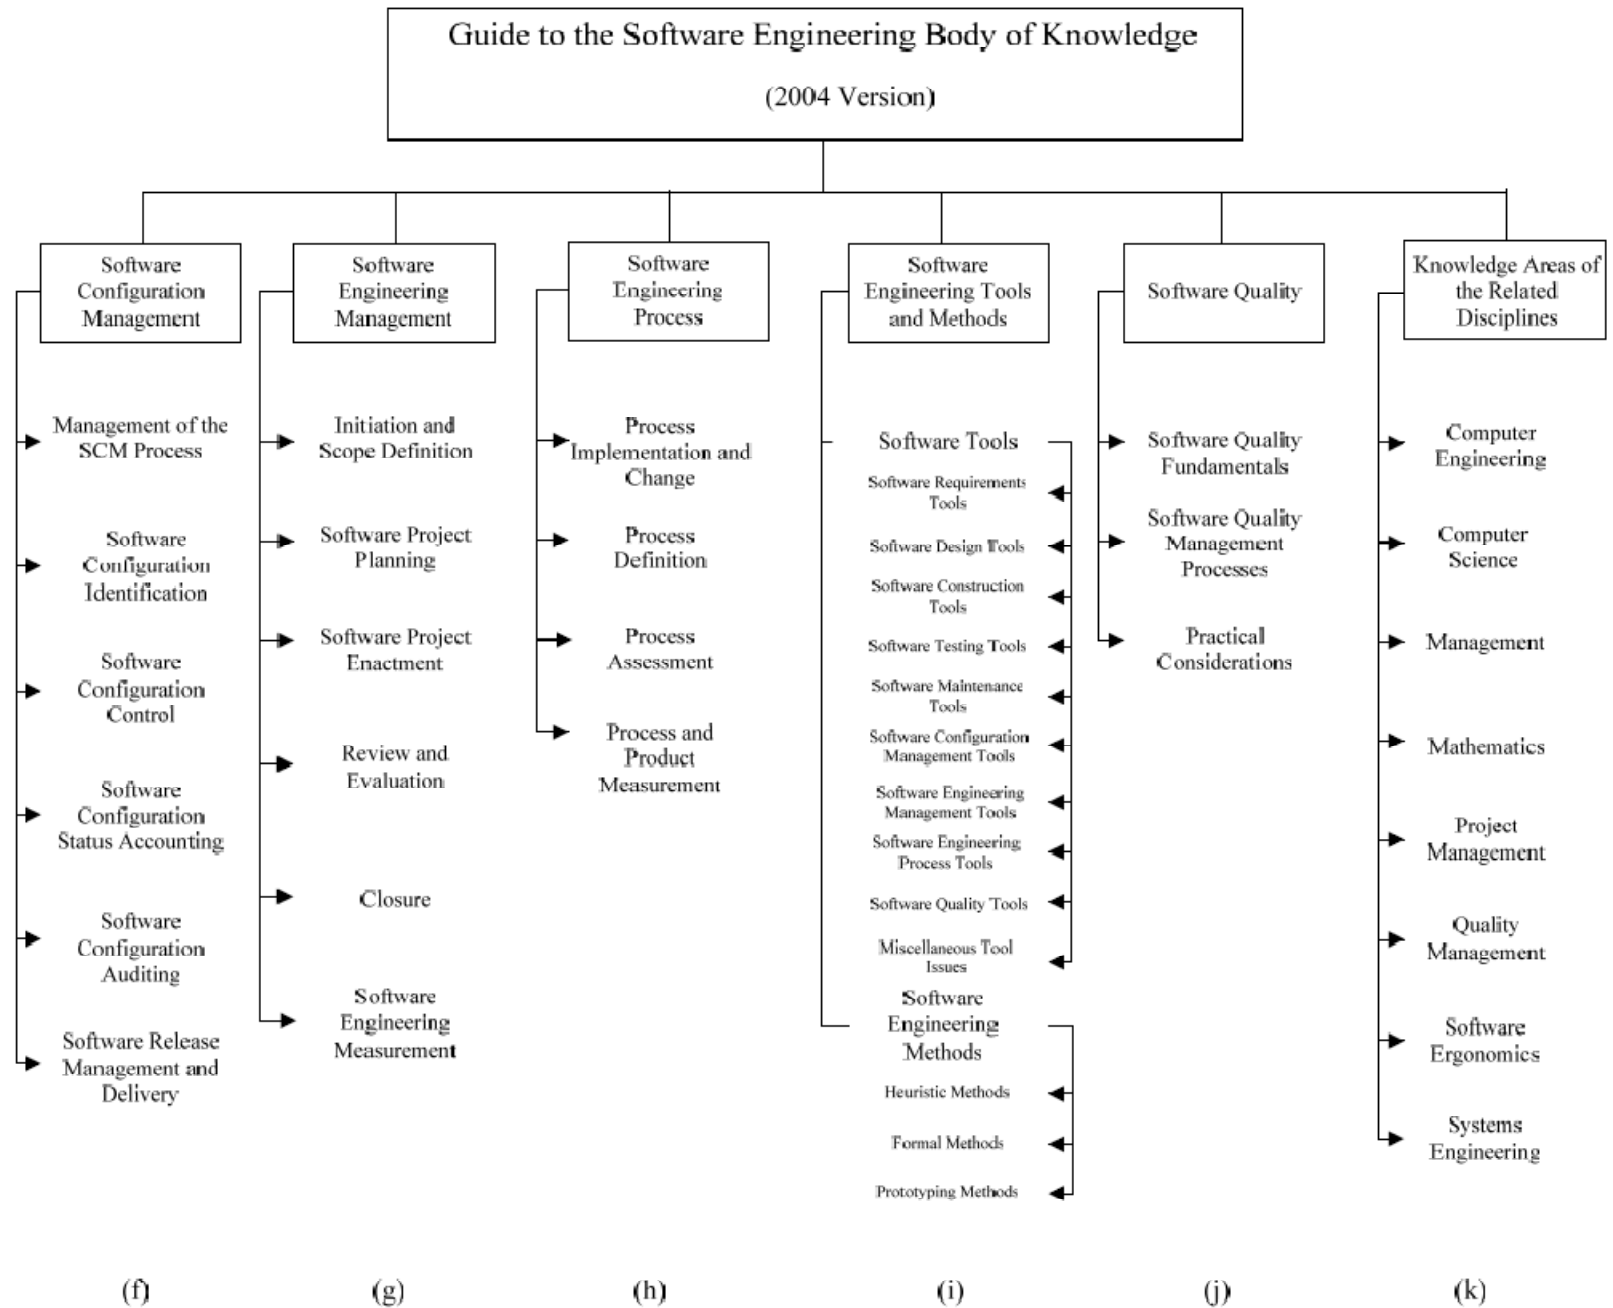 Guide to the Software Engineering Body of Knowledge
(2004 Version)
Software
Configuration
Management
Management of the
SCM Process
Software
Configuration
Identification
Software
Configuration
Control
Software
Configuration
Status Accounting
Software
Configuration
Auditing
Software Release
Management and
Delivery
(f)
Software
Engineering
Management
Initiation and
Scope Definition
Software Project
Planning
Software Project
Enactment
Review and
Evaluation
Closure
Software
Engineering
Measurement
(g)
Software
Engineering
Process
Process
Implementation and
Change
Process
Definition
Process
Assessment
Process and
Product
Measurement
(h)
Software
Engineering Tools
and Methods
Software Tools
Software Requirements
Tools
Software Design Tools
Software Construction
Tools
Software Testing Tools
Software Maintenance
Tools
Software Configuration
Management Tools
Software Engineering
Management Tools
Software Engineering
Process Tools
Software Quality Tools
Miscellaneous Tool
Issues
Software
Engineering
Methods
Heuristic Methods
Formal Methods
Prototyping Methods
(i)
Software Quality
Software Quality
Fundamentals
Software Quality
Management
Processes
Practical
Considerations
(j)
Knowledge Areas of
the Related
Disciplines
Computer
Engineering
Computer
Science
Management
Mathematics
Project
Management
Quality
Management
Software
Ergonomics
Systems
Engineering
(k)